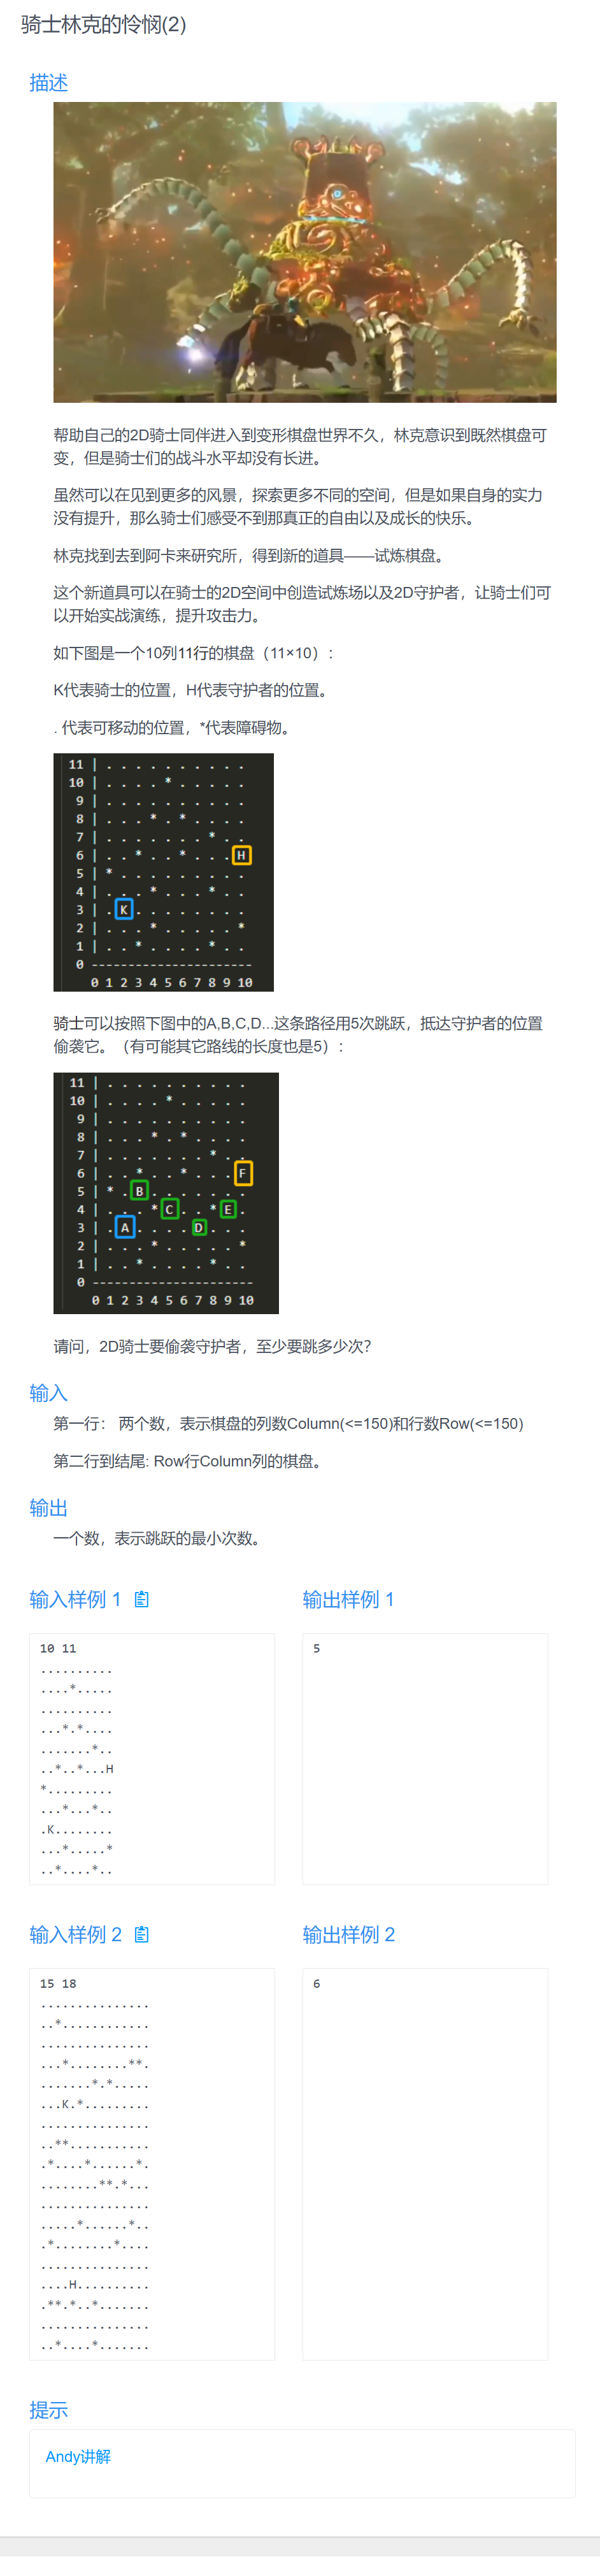 骑士林克的怜悯(2)
描述
帮助自己的2D骑士同伴进入到变形棋盘世界不久，林克意识到既然棋盘可
变，但是骑士们的战斗水平却没有长进。
虽然可以在见到更多的风景，探索更多不同的空间，但是如果自身的实力
没有提升，那么骑士们感受不到那真正的自由以及成长的快乐。
林克找到去到阿卡来研究所，得到新的道具——试炼棋盘。
这个新道具可以在骑士的2D空间中创造试炼场以及2D守护者，让骑士们可
以开始实战演练，提升攻击力。
如下图是一个10列11行的棋盘（11×10）：
K代表骑士的位置，H代表守护者的位置。
. 代表可移动的位置，*代表障碍物。
11 | . . . . . . . . . .
10 | . . . . * . . . . .
9 | . . . . . . . . . .
8 | . . . * . * . . . .
7 | . . . . . . . * . .
6 | . . * . . * . . . H
5 | * . . . . . . . . .
4 | . . . * . . . * . .
3 | . K . . . . . . . .
2 | . . . * . . . . . *
1 | . . * . . . . * . .
0 ----------------------
0 1 2 3 4 5 6 7 8 9 10
骑士可以按照下图中的A,B,C,D...这条路径用5次跳跃，抵达守护者的位置
偷袭它。（有可能其它路线的长度也是5）：
11 | . . . . . . . . . .
10 | . . . . * . . . . .
9 | . . . . . . . . . .
8 | . . . * . * . . . .
7 | . . . . . . . * . .
6 | . . * . . * . . . F
5 | * . B . . . . . . .
4 | . . . * C . . * E .
3 | . A . . . . D . . .
2 | . . . * . . . . . *
1 | . . * . . . . * . .
0 ----------------------
0 1 2 3 4 5 6 7 8 9 10
请问，2D骑士要偷袭守护者，至少要跳多少次？
输入
第一行： 两个数，表示棋盘的列数Column(<=150)和行数Row(<=150)
第二行到结尾: Row行Column列的棋盘。
输出
一个数，表示跳跃的最小次数。
输入样例 1
10 11
..........
....*.....
..........
...*.*....
.......*..
..*..*...H
*.........
...*...*..
.K........
...*.....*
..*....*..
输出样例 1
5
输入样例 2
15 18
...............
..*............
...............
...*........**.
.......*.*.....
...K.*.........
...............
..**...........
.*....*......*.
........**.*...
...............
.....*......*..
.*........*....
...............
....H..........
.**.*..*.......
...............
..*....*.......
输出样例 2
6
提示
Andy讲解